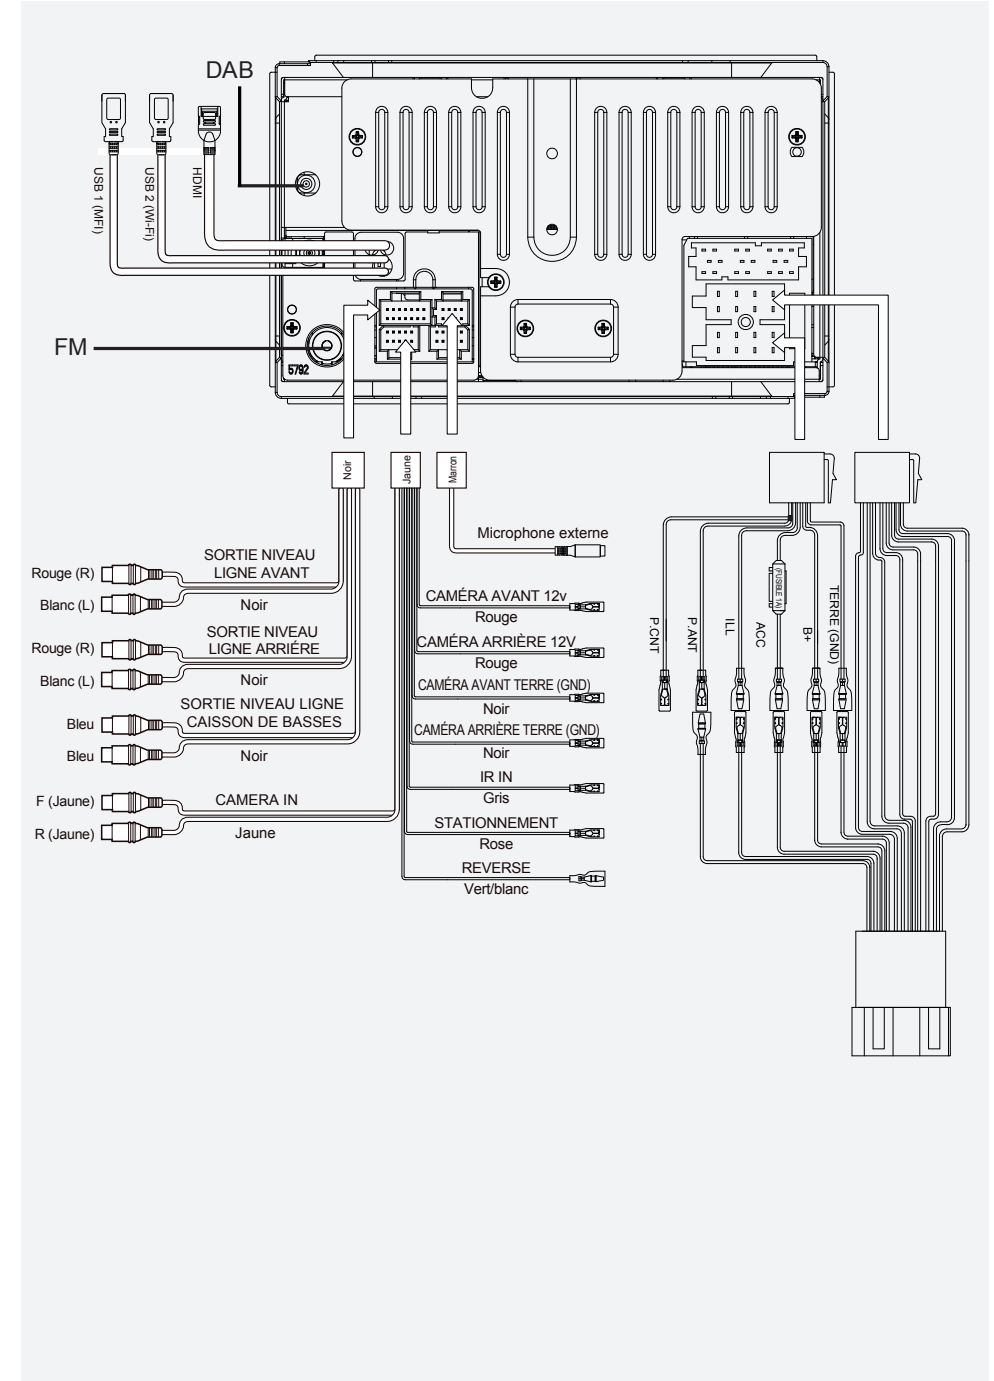 DAB
USB 1 (MFI)
USB 2 (Wi-Fi)
HDMI
FM
5792
Noir
Jaune
Marron
Microphone externe
SORTIE NIVEAU
LIGNE AVANT
Rouge (R)
Blanc (L)
Noir
SORTIE NIVEAU
LIGNE ARRIÉRE
Rouge (R)
Blanc (L)
Noir
SORTIE NIVEAU LIGNE
CAISSON DE BASSES
Bleu
Bleu
Noir
F (Jaune)
CAMERA IN
R (Jaune)
Jaune
CAMÉRA AVANT 12v
Rouge
CAMÉRA ARRIÈRE 12V
Rouge
CAMÉRA AVANT TERRE (GND)
Noir
CAMÉRA ARRIÈRE TERRE (GND)
Noir
IR IN
Gris
STATIONNEMENT
Rose
REVERSE
Vert/blanc
P.CNT
P.ANT
ILL
ACC
(FUSIBLE 1A)
B+
TERRE (GND)